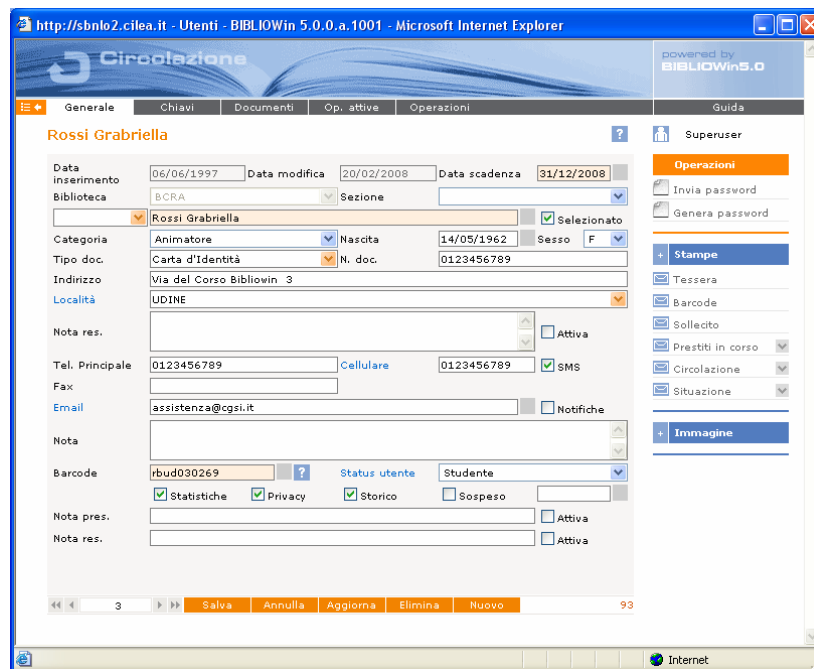 http://sbnlo2.cilea.it - Utenti - BIBLIOWin 5.0.0.a.1001 - Microsoft Internet Explorer
Circolazione
powered by
BIBLIOWin5.0
Generale Chiavi Documenti Op. attive Operazioni Guida
Rossi Grabriella ? Superuser
Data inserimento 06/06/1997 Data modifica 20/02/2008 Data scadenza 31/12/2008
Biblioteca BCRA Sezione
Rossi Grabriella Selezionato
Categoria Animatore Nascita 14/05/1962 Sesso F
Tipo doc. Carta d'Identità N. doc. 0123456789
Indirizzo Via del Corso Bibliowin 3
Località UDINE
Nota res. Attiva
Tel. Principale 0123456789 Cellulare 0123456789 SMS
Fax
Email assistenza@cgsi.it Notifiche
Nota
Barcode rbud030269 ? Status utente Studente
Statistiche Privacy Storico Sospeso
Nota pres. Attiva
Nota res. Attiva
3 Salva Annulla Aggiorna Elimina Nuovo 93
Operazioni
Invia password
Genera password
+ Stampe
Tessera
Barcode
Sollecito
Prestiti in corso
Circolazione
Situazione
+ Immagine
Internet